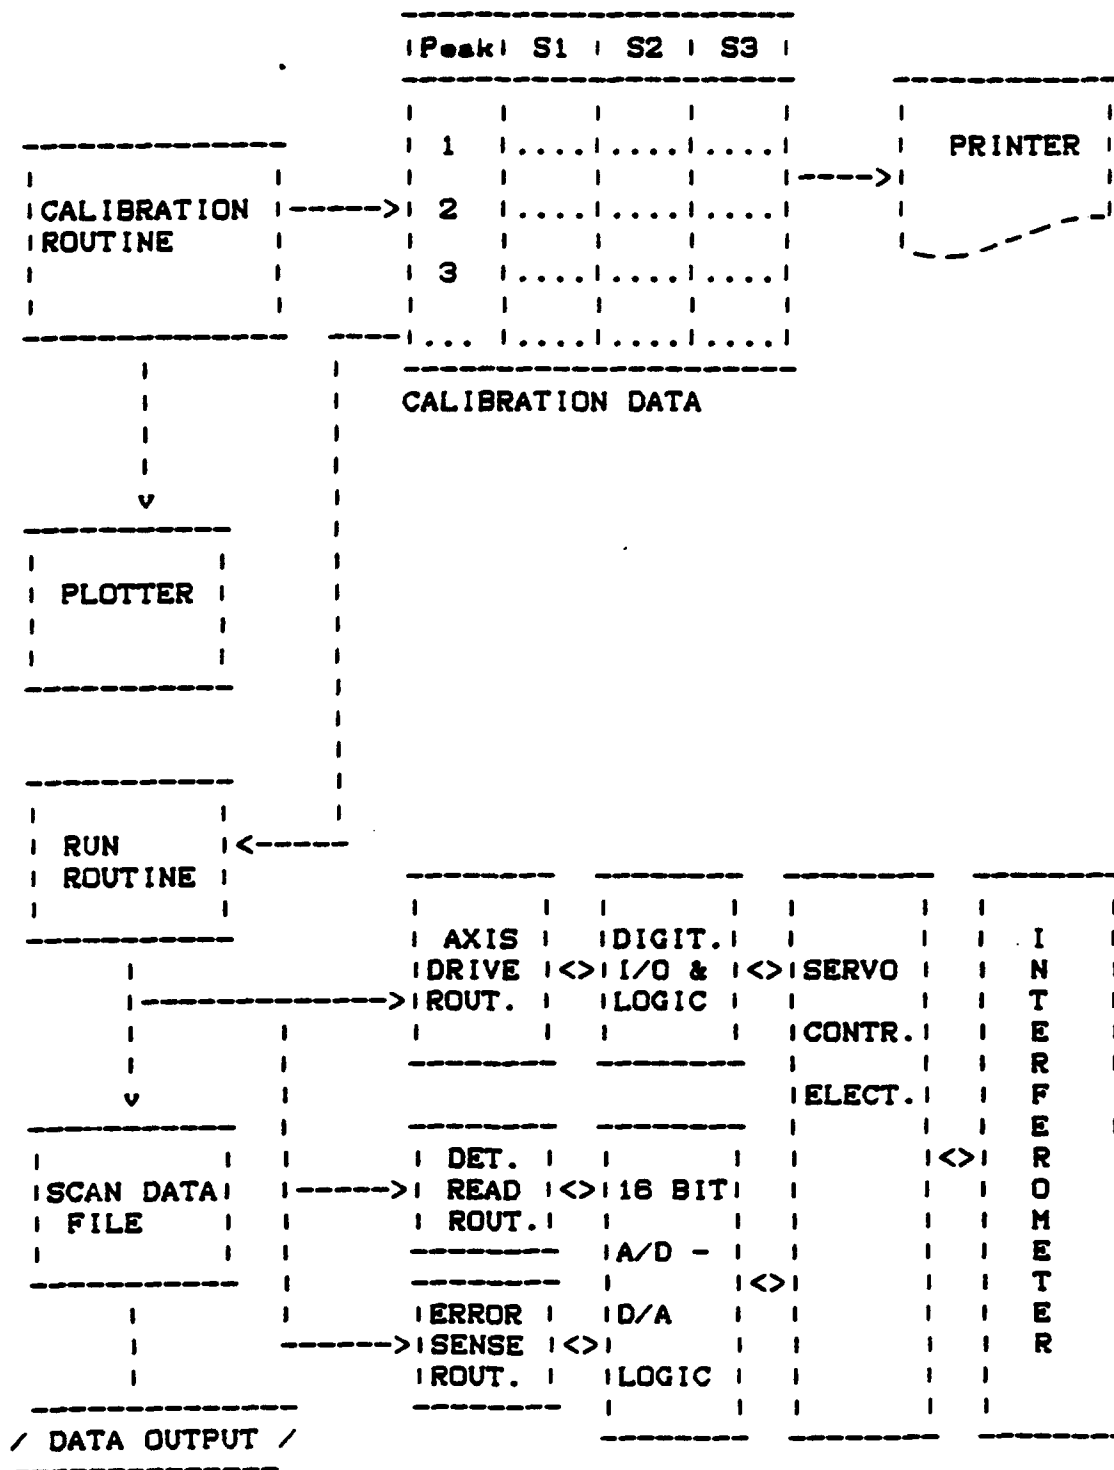 Peak S1 S2 S3
1 .... .... ....
2 .... .... ....
3 .... .... ....
... .... .... ....
CALIBRATION DATA
PRINTER
CALIBRATION
ROUTINE
PLOTTER
RUN
ROUTINE
AXIS
DRIVE
ROUT.
DIGIT.
I/O &
LOGIC
SERVO
CONTR.
ELECT.
INTERFEROMETER
SCAN DATA
FILE
DET.
READ
ROUT.
16 BIT
A/D -
D/A
LOGIC
ERROR
SENSE
ROUT.
/ DATA OUTPUT /